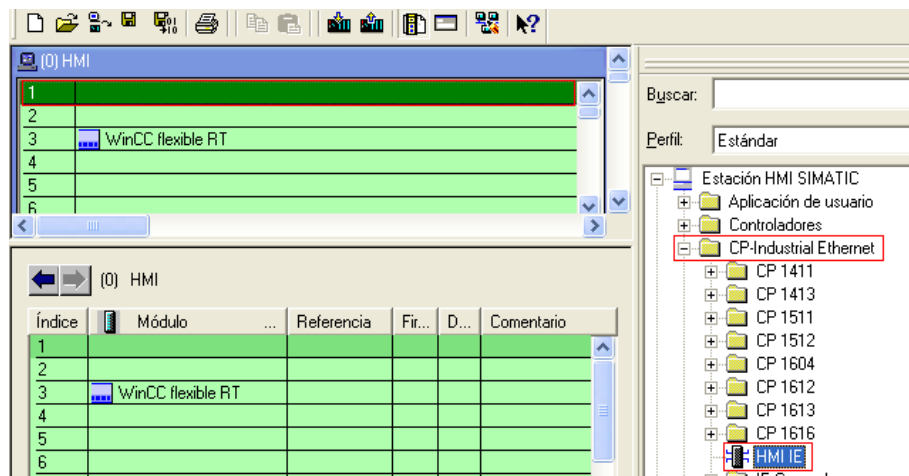 (0) HMI
1
2
3 WinCC flexible RT
4
5
6
(0) HMI
Índice Módulo ... Referencia Fir... D... Comentario
1
2
3 WinCC flexible RT
4
5
6
Buscar:
Perfil: Estándar
Estación HMI SIMATIC
Aplicación de usuario
Controladores
CP-Industrial Ethernet
CP 1411
CP 1413
CP 1511
CP 1512
CP 1604
CP 1612
CP 1613
CP 1616
HMI IE